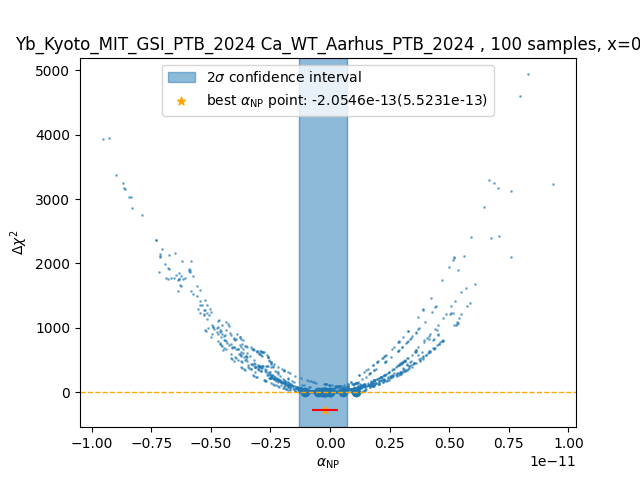 Yb_Kyoto_MIT_GSI_PTB_2024 Ca_WT_Aarhus_PTB_2024 , 100 samples, x=0
2σ confidence interval
best α_NP point: -2.0546e-13(5.5231e-13)
Δχ²
5000
4000
3000
2000
1000
0
−1.00 −0.75 −0.50 −0.25 0.00 0.25 0.50 0.75 1.00
1e−11
α_NP